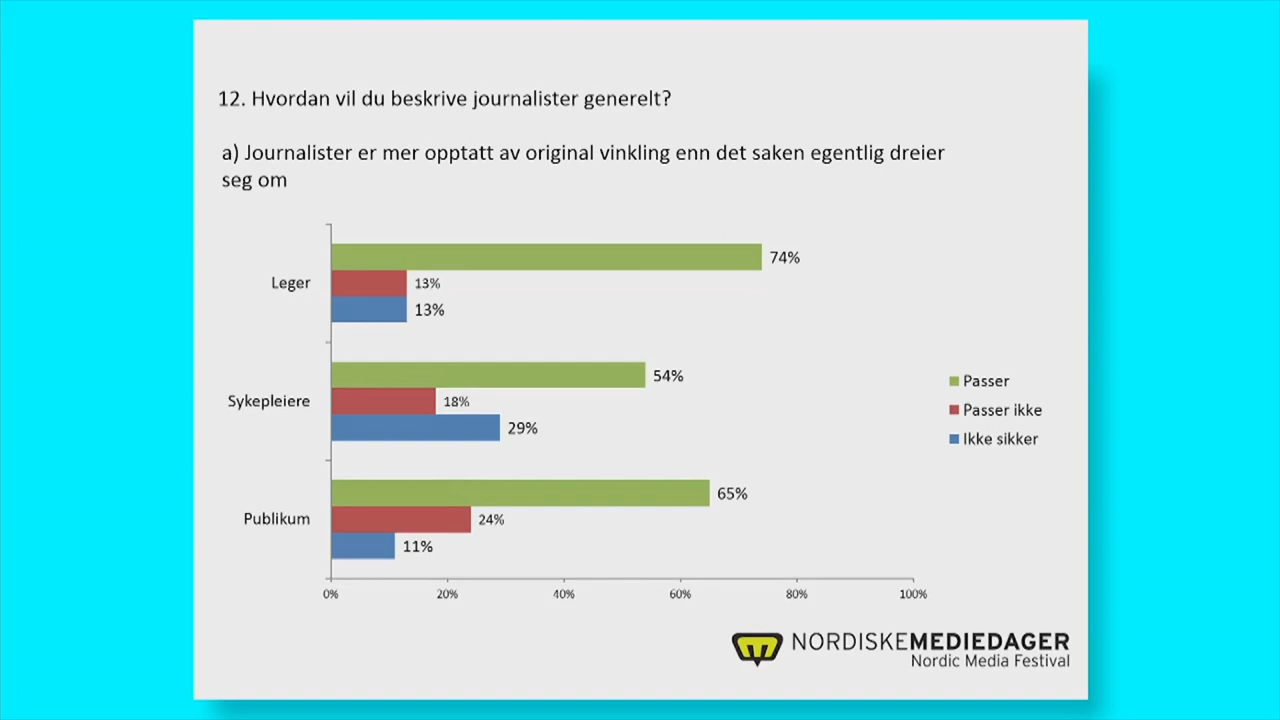 12. Hvordan vil du beskrive journalister generelt?
a) Journalister er mer opptatt av original vinkling enn det saken egentlig dreier
seg om
Leger
74%
13%
13%
Sykepleiere
54%
18%
29%
Publikum
65%
24%
11%
0% 20% 40% 60% 80% 100%
Passer
Passer ikke
Ikke sikker
NORDISKEMEDIEDAGER
Nordic Media Festival